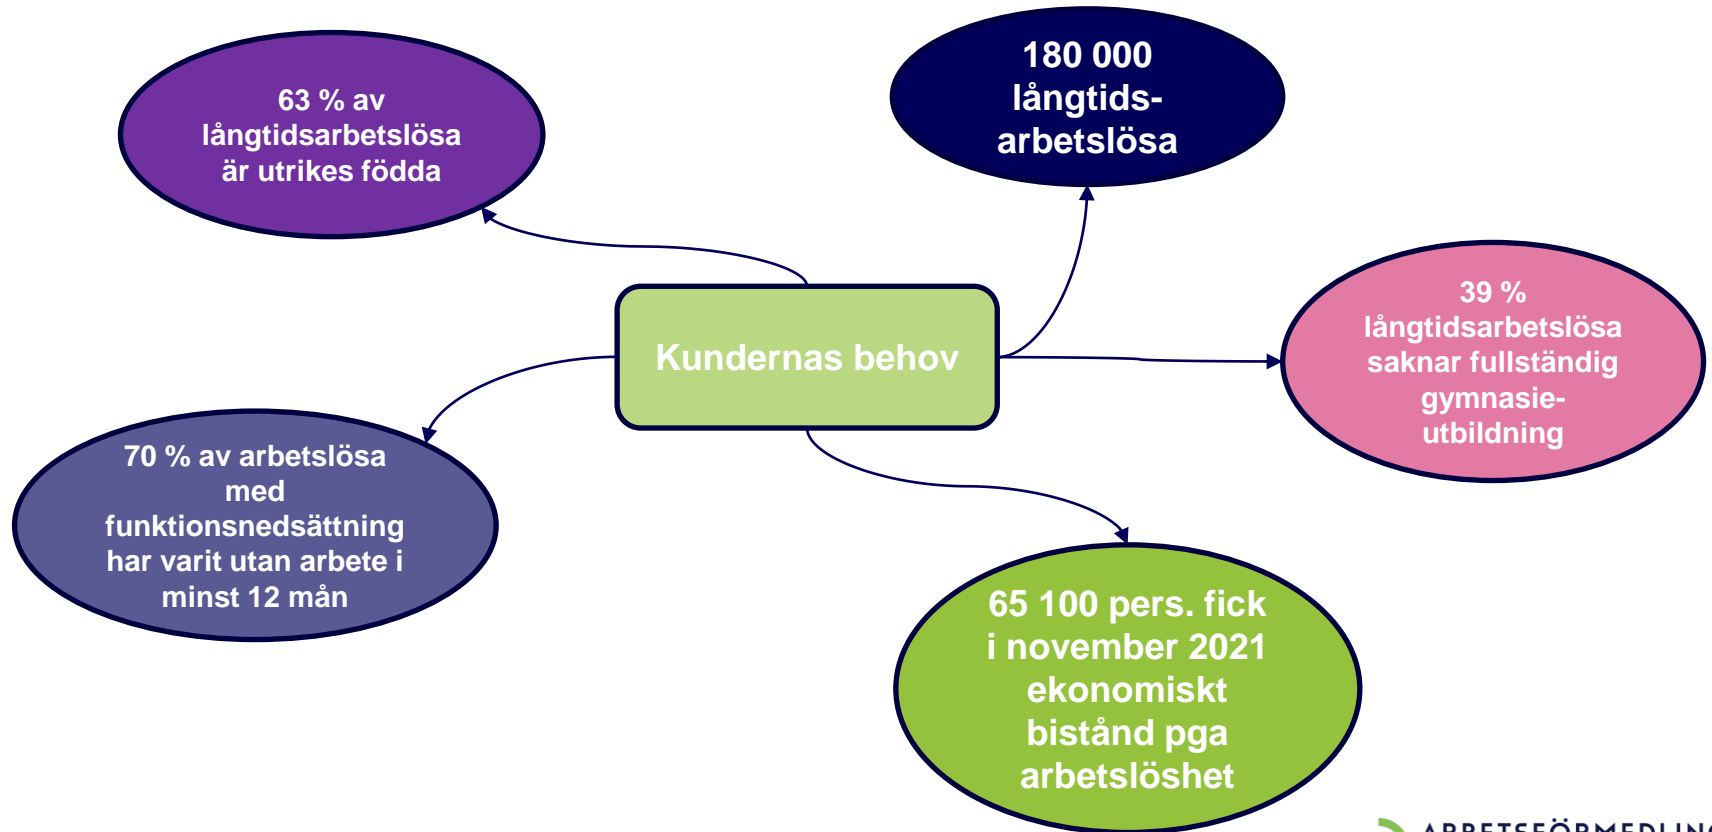 63 % av
långtidsarbetslösa
är utrikes födda
180 000
långtids-
arbetslösa
Kundernas behov
39 %
långtidsarbetslösa
saknar fullständig
gymnasie-
utbildning
70 % av arbetslösa
med
funktionsnedsättning
har varit utan arbete i
minst 12 mån
65 100 pers. fick
i november 2021
ekonomiskt
bistånd pga
arbetslöshet